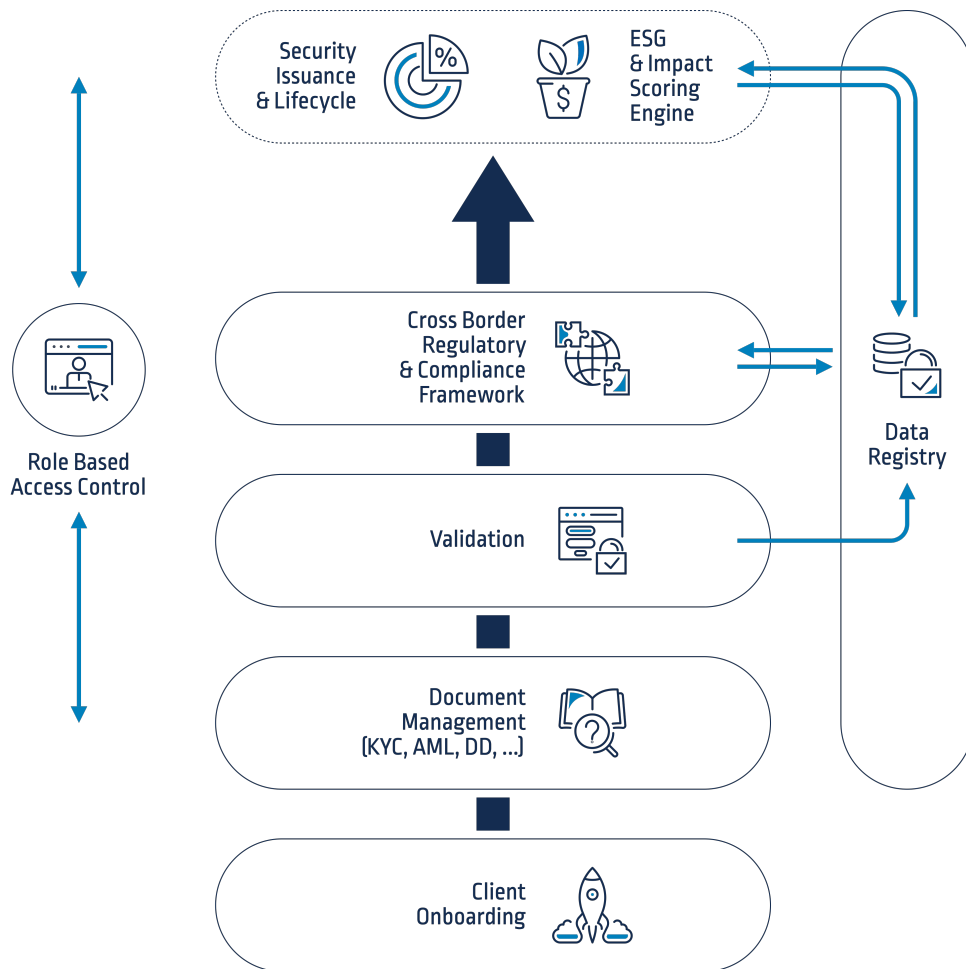 Security
Issuance
& Lifecycle
%
$
ESG
& Impact
Scoring
Engine
Cross Border
Regulatory
& Compliance
Framework
Role Based
Access Control
Data
Registry
Validation
Document
Management
(KYC, AML, DD, ...)
?
Client
Onboarding